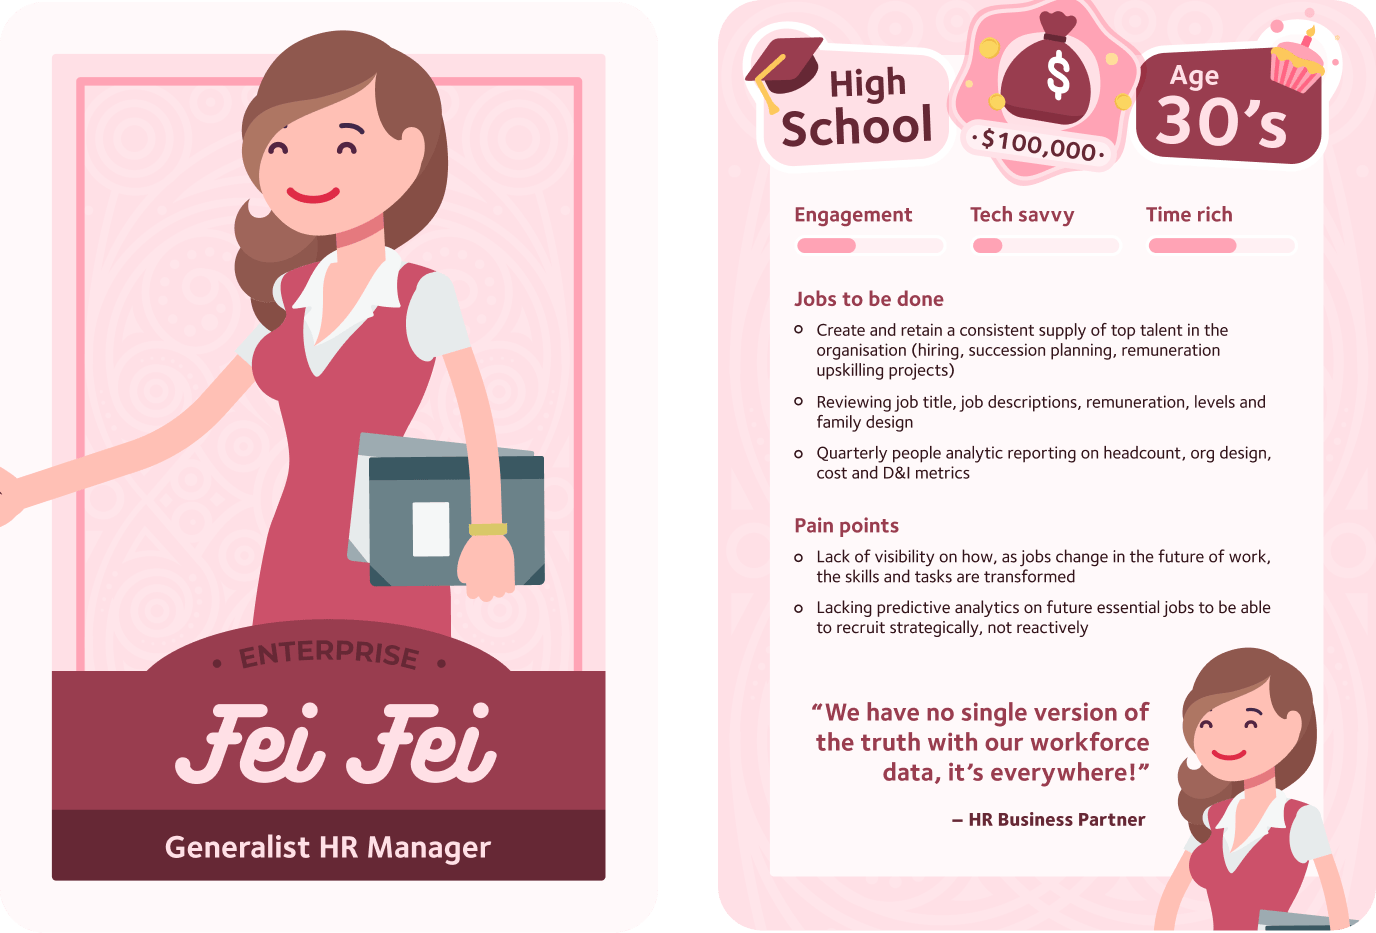 • ENTERPRISE •
Fei Fei
Generalist HR Manager
High
School
$
·$100,000·
Age
30’s
Engagement
Tech savvy
Time rich
Jobs to be done
Create and retain a consistent supply of top talent in the
organisation (hiring, succession planning, remuneration
upskilling projects)
Reviewing job title, job descriptions, remuneration, levels and
family design
Quarterly people analytic reporting on headcount, org design,
cost and D&I metrics
Pain points
Lack of visibility on how, as jobs change in the future of work,
the skills and tasks are transformed
Lacking predictive analytics on future essential jobs to be able
to recruit strategically, not reactively
“We have no single version of
the truth with our workforce
data, it’s everywhere!”
– HR Business Partner